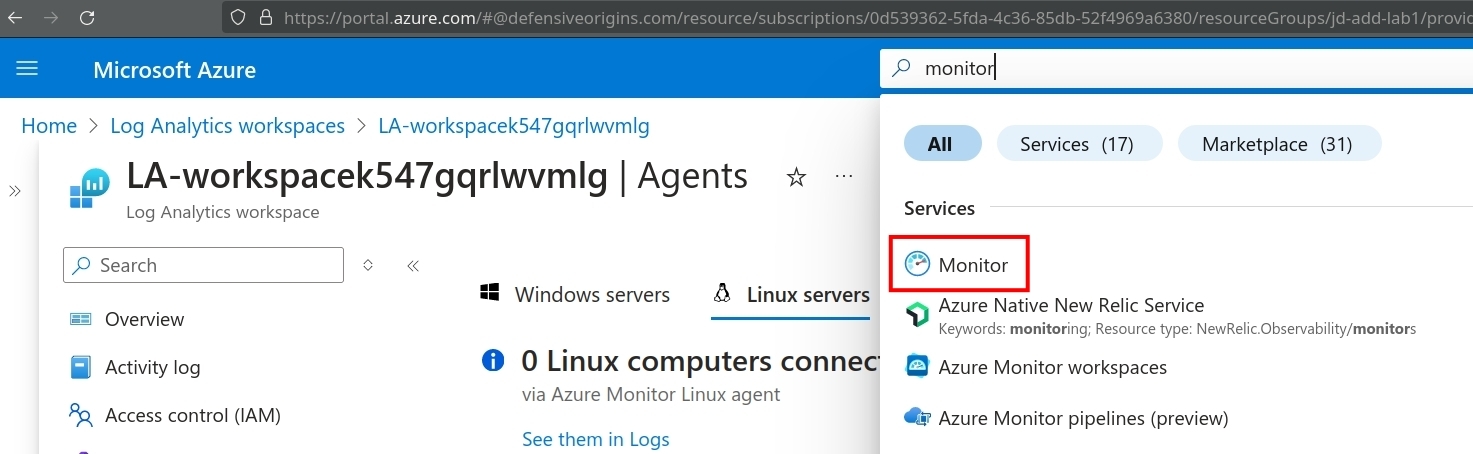 https://portal.azure.com/#@defensiveorigins.com/resource/subscriptions/0d539362-5fda-4c36-85db-52f4969a6380/resourceGroups/jd-add-lab1/provic
Microsoft Azure
monitor
Home > Log Analytics workspaces > LA-workspacek547gqrlwvmlg
All
Services (17)
Marketplace (31)
LA-workspacek547gqrlwvmlg | Agents
Log Analytics workspace
Services
Search
Monitor
Windows servers
Linux servers
Azure Native New Relic Service
Keywords: monitoring; Resource type: NewRelic.Observability/monitors
Overview
0 Linux computers connec
Azure Monitor workspaces
Activity log
via Azure Monitor Linux agent
Access control (IAM)
Azure Monitor pipelines (preview)
See them in Logs